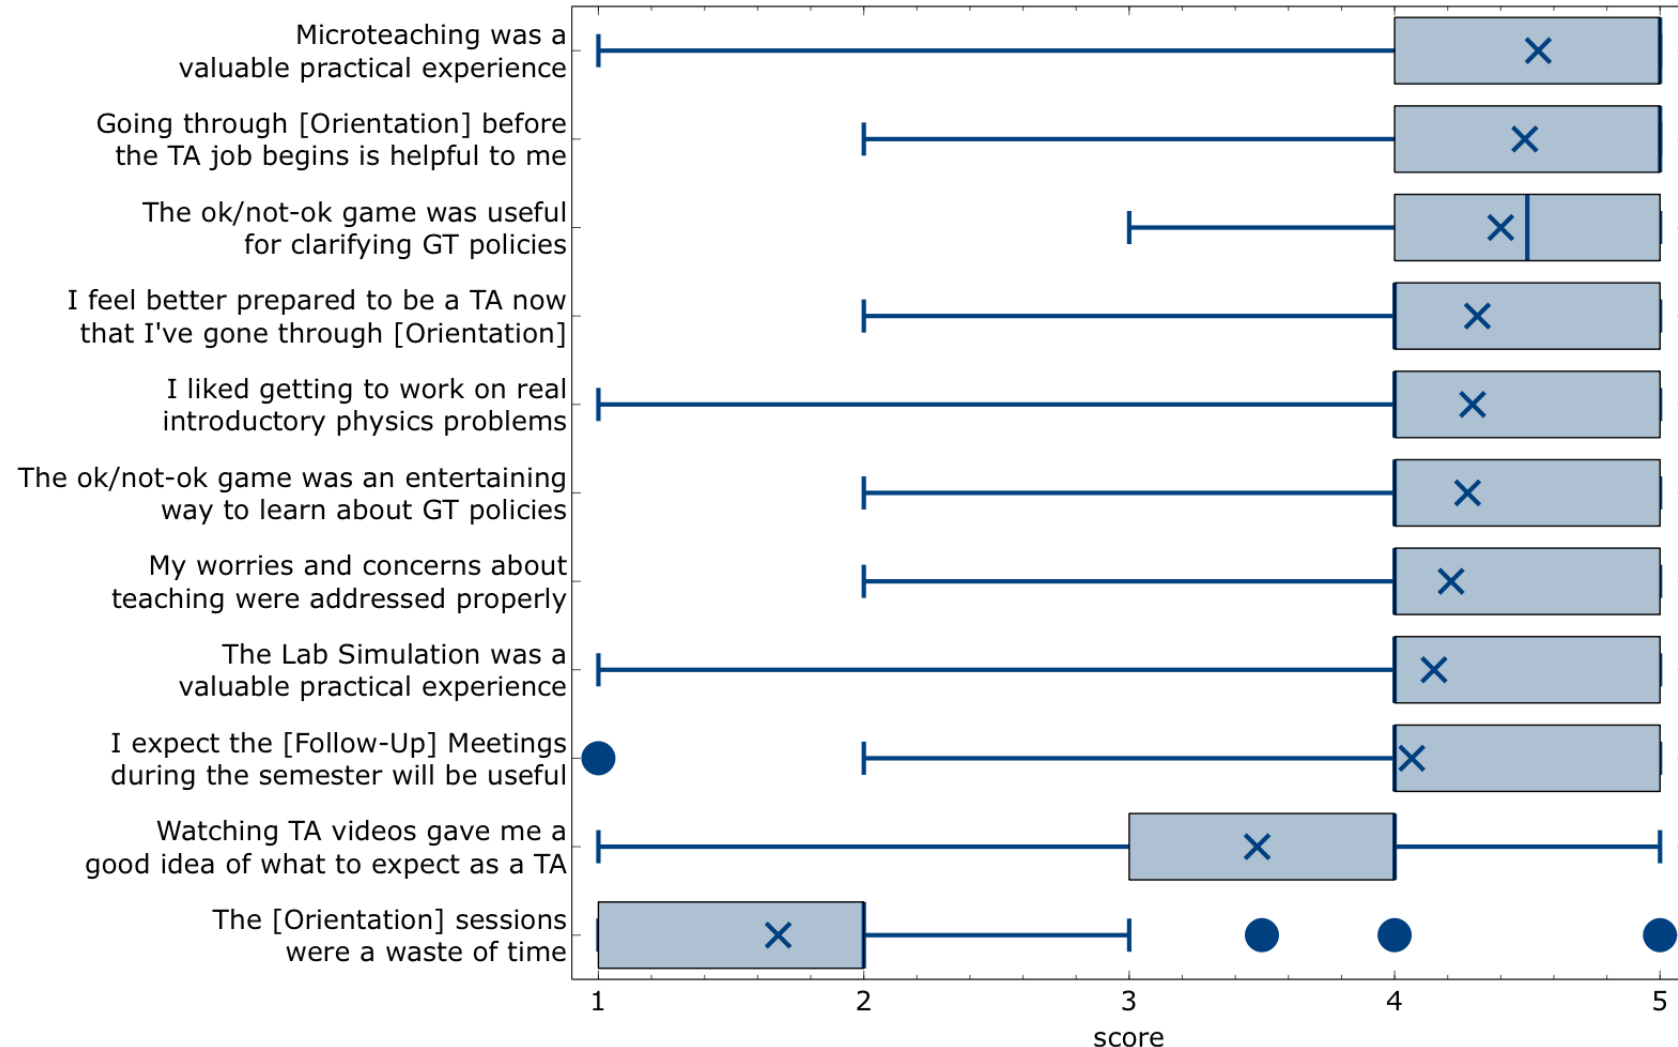 Microteaching was a
valuable practical experience
Going through [Orientation] before
the TA job begins is helpful to me
The ok/not-ok game was useful
for clarifying GT policies
I feel better prepared to be a TA now
that I've gone through [Orientation]
I liked getting to work on real
introductory physics problems
The ok/not-ok game was an entertaining
way to learn about GT policies
My worries and concerns about
teaching were addressed properly
The Lab Simulation was a
valuable practical experience
I expect the [Follow-Up] Meetings
during the semester will be useful
Watching TA videos gave me a
good idea of what to expect as a TA
The [Orientation] sessions
were a waste of time
1 2 3 4 5
score